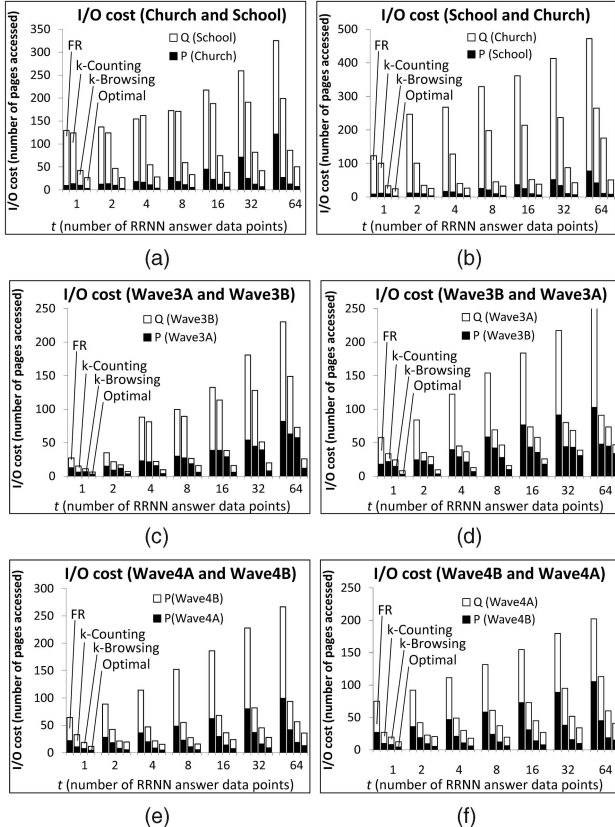 I/O cost (Church and School)
I/O cost (number of pages accessed)
350
300
250
200
150
100
50
0
Q (School)
P (Church)
FR
k-Counting
k-Browsing
Optimal
1 2 4 8 16 32 64
t (number of RRNN answer data points)
(a)
I/O cost (School and Church)
I/O cost (number of pages accessed)
500
400
300
200
100
0
Q (Church)
P (School)
FR
k-Counting
k-Browsing
Optimal
1 2 4 8 16 32 64
t (number of RRNN answer data points)
(b)
I/O cost (Wave3A and Wave3B)
I/O cost (number of pages accessed)
250
200
150
100
50
0
Q (Wave3B)
P (Wave3A)
FR
k-Counting
k-Browsing
Optimal
1 2 4 8 16 32 64
t (number of RRNN answer data points)
(c)
I/O cost (Wave3B and Wave3A)
I/O cost (number of pages accessed)
250
200
150
100
50
0
Q (Wave3A)
P (Wave3B)
FR
k-Counting
k-Browsing
Optimal
1 2 4 8 16 32 64
t (number of RRNN answer data points)
(d)
I/O cost (Wave4A and Wave4B)
I/O cost (number of pages accessed)
300
250
200
150
100
50
0
P(Wave4B)
P(Wave4A)
FR
k-Counting
k-Browsing
Optimal
1 2 4 8 16 32 64
t (number of RRNN answer data points)
(e)
I/O cost (Wave4B and Wave4A)
I/O cost (number of pages accessed)
250
200
150
100
50
0
Q (Wave4A)
P (Wave4B)
FR
k-Counting
k-Browsing
Optimal
1 2 4 8 16 32 64
t (number of RRNN answer data points)
(f)